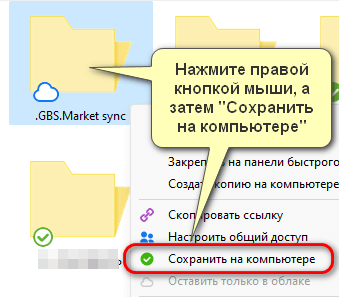 Нажмите правой
кнопкой мыши, а
затем "Сохранить
на компьютере"
.GBS.Market sync
Закрепить на панели быстрого
Создать копию на компьютере
Скопировать ссылку
Настроить общий доступ
Сохранить на компьютере
Оставить только в облаке